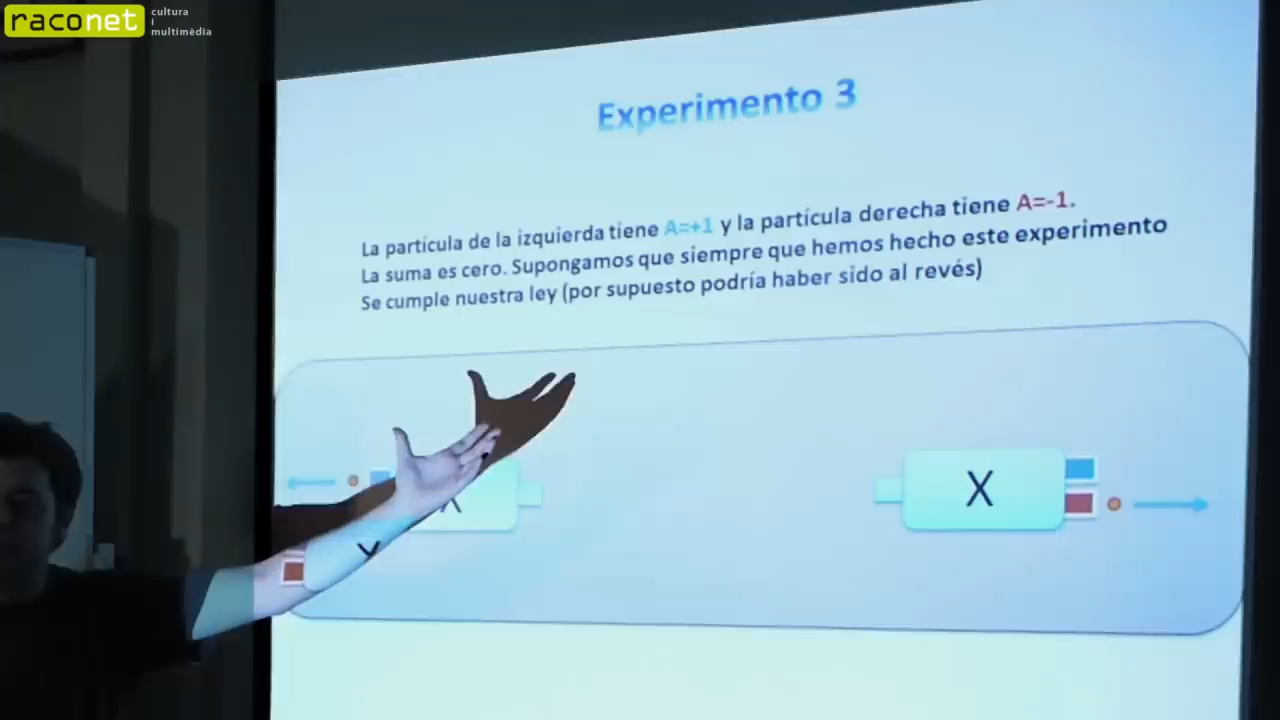 raconet
cultura
i
multimèdia
Experimento 3
La partícula de la izquierda tiene A=+1 y la partícula derecha tiene A=-1.
La suma es cero. Supongamos que siempre que hemos hecho este experimento
Se cumple nuestra ley (por supuesto podría haber sido al revés)
X